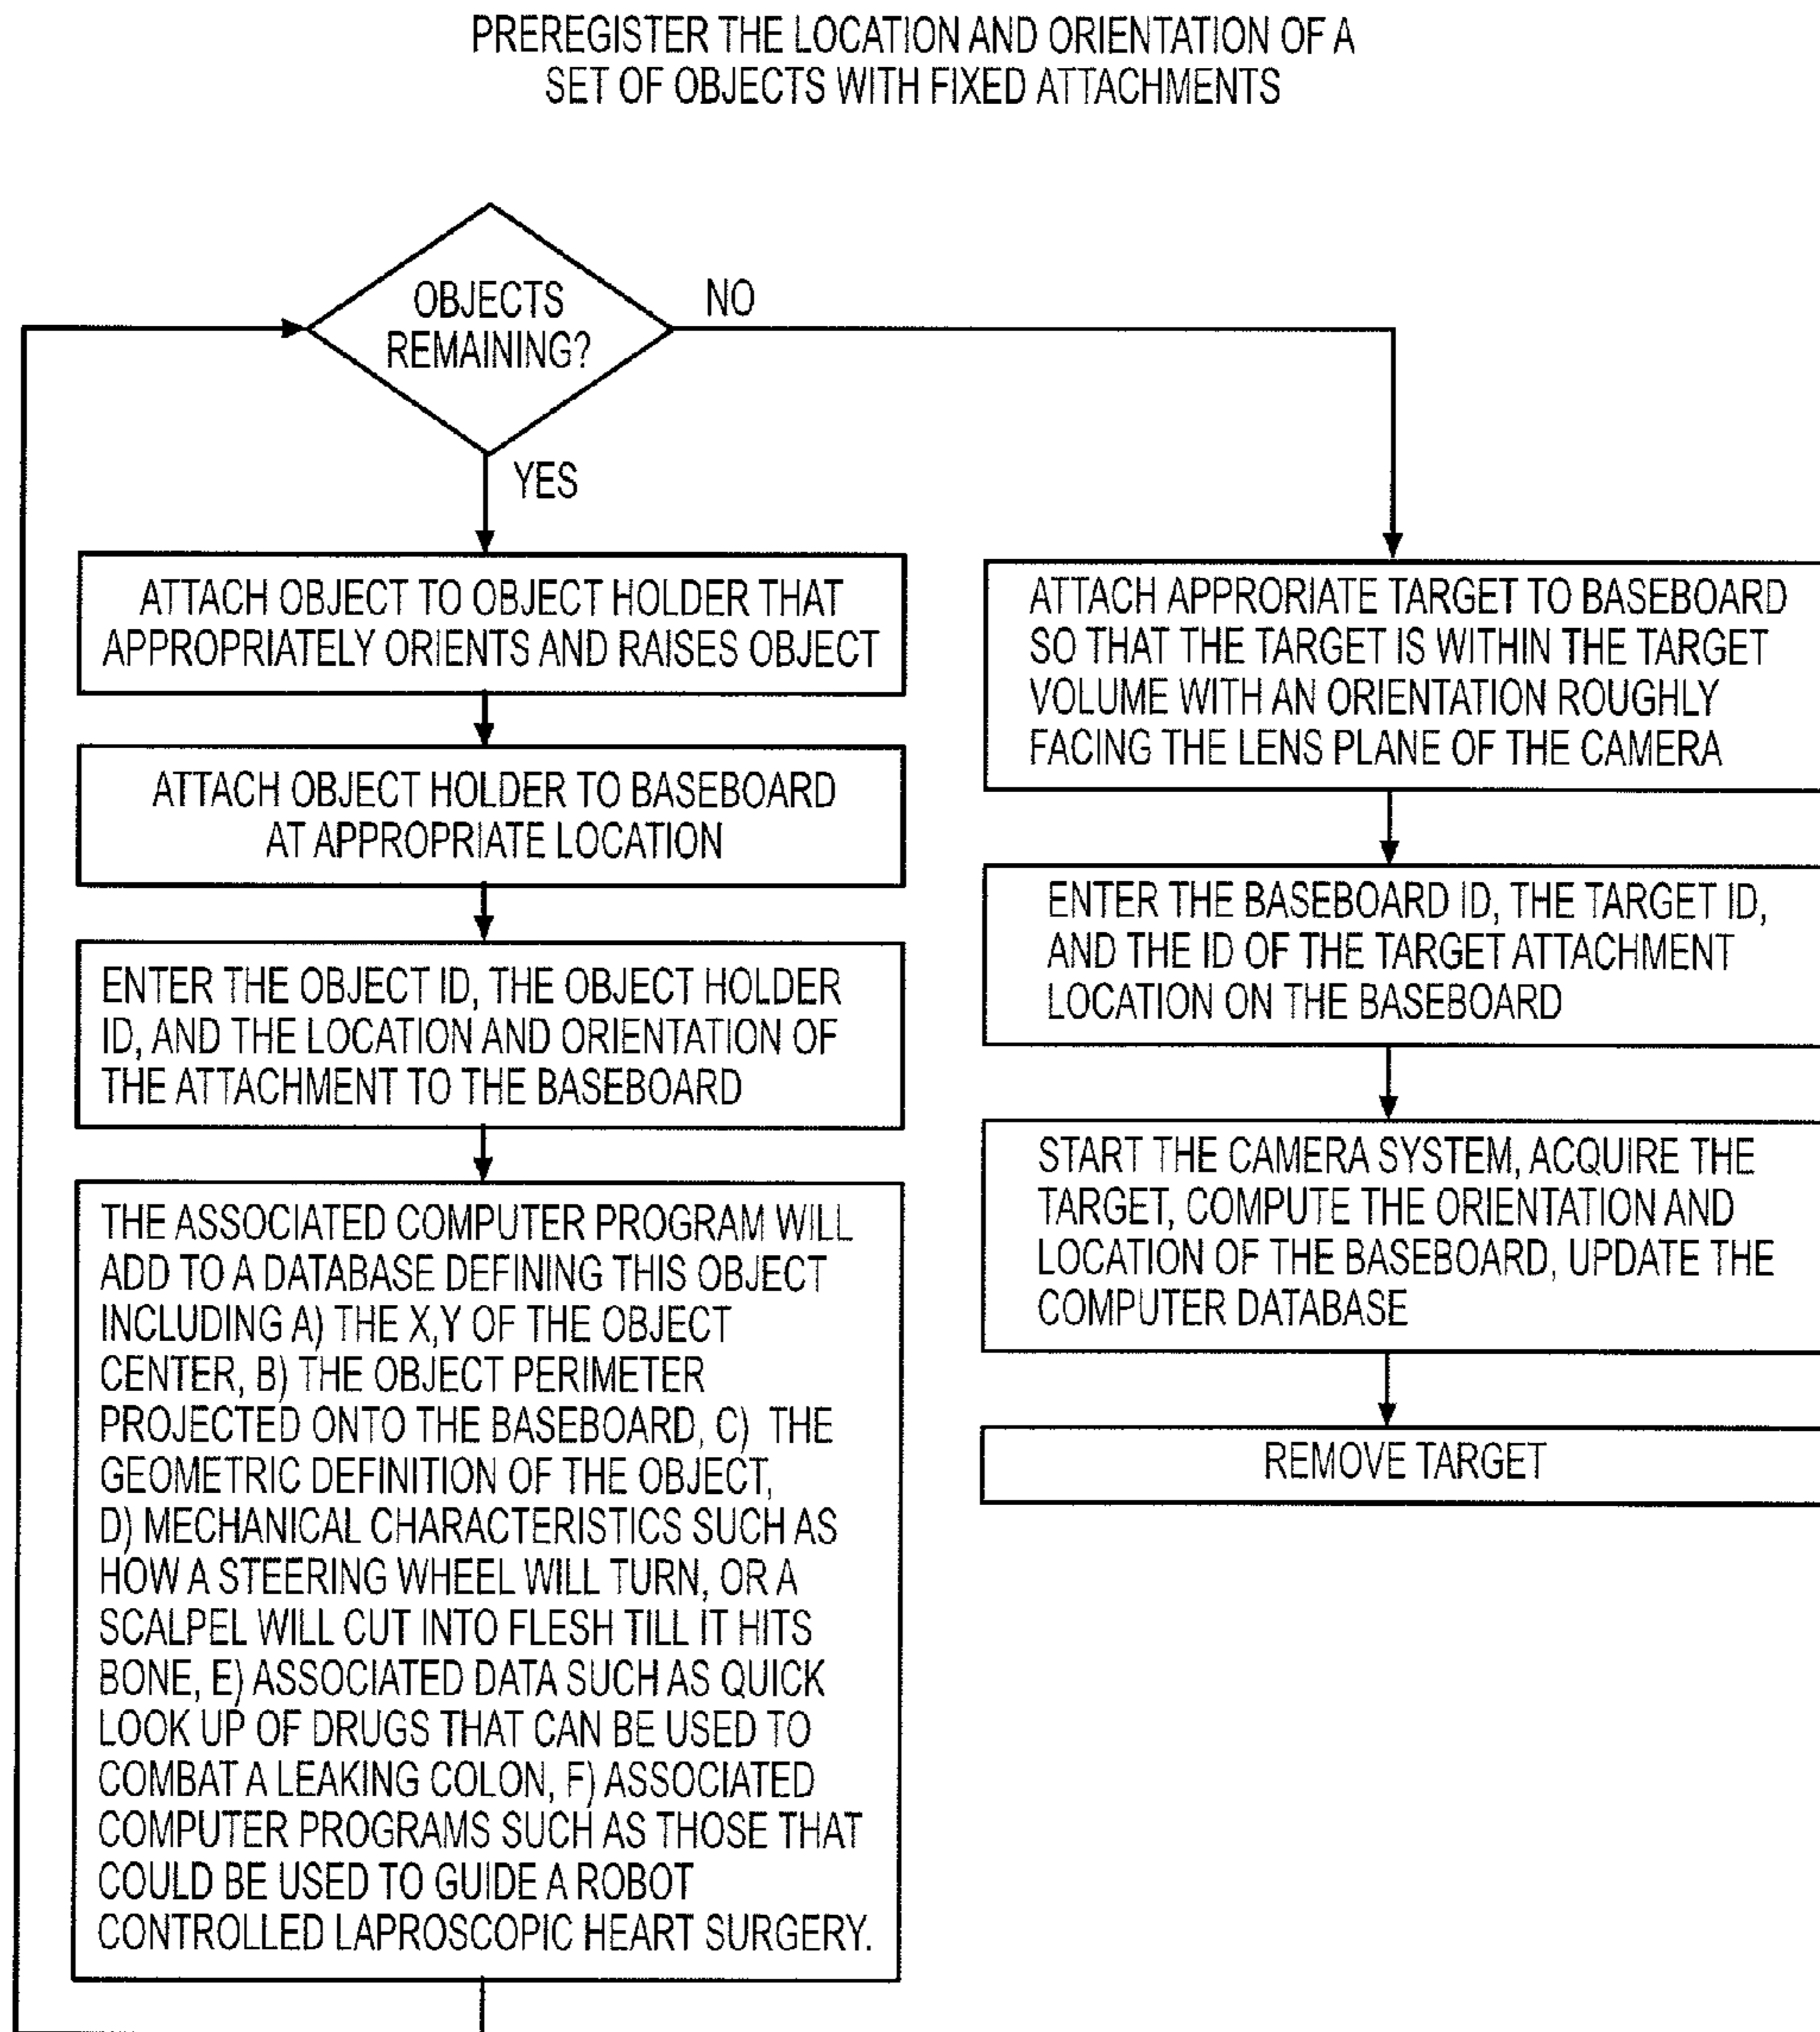 PREREGISTER THE LOCATION AND ORIENTATION OF A
SET OF OBJECTS WITH FIXED ATTACHMENTS
OBJECTS
REMAINING?
NO
YES
ATTACH OBJECT TO OBJECT HOLDER THAT
APPROPRIATELY ORIENTS AND RAISES OBJECT
ATTACH OBJECT HOLDER TO BASEBOARD
AT APPROPRIATE LOCATION
ENTER THE OBJECT ID, THE OBJECT HOLDER
ID, AND THE LOCATION AND ORIENTATION OF
THE ATTACHMENT TO THE BASEBOARD
THE ASSOCIATED COMPUTER PROGRAM WILL
ADD TO A DATABASE DEFINING THIS OBJECT
INCLUDING A) THE X,Y OF THE OBJECT
CENTER, B) THE OBJECT PERIMETER
PROJECTED ONTO THE BASEBOARD, C) THE
GEOMETRIC DEFINITION OF THE OBJECT,
D) MECHANICAL CHARACTERISTICS SUCH AS
HOW A STEERING WHEEL WILL TURN, OR A
SCALPEL WILL CUT INTO FLESH TILL IT HITS
BONE, E) ASSOCIATED DATA SUCH AS QUICK
LOOK UP OF DRUGS THAT CAN BE USED TO
COMBAT A LEAKING COLON, F) ASSOCIATED
COMPUTER PROGRAMS SUCH AS THOSE THAT
COULD BE USED TO GUIDE A ROBOT
CONTROLLED LAPROSCOPIC HEART SURGERY.
ATTACH APPRORIATE TARGET TO BASEBOARD
SO THAT THE TARGET IS WITHIN THE TARGET
VOLUME WITH AN ORIENTATION ROUGHLY
FACING THE LENS PLANE OF THE CAMERA
ENTER THE BASEBOARD ID, THE TARGET ID,
AND THE ID OF THE TARGET ATTACHMENT
LOCATION ON THE BASEBOARD
START THE CAMERA SYSTEM, ACQUIRE THE
TARGET, COMPUTE THE ORIENTATION AND
LOCATION OF THE BASEBOARD, UPDATE THE
COMPUTER DATABASE
REMOVE TARGET